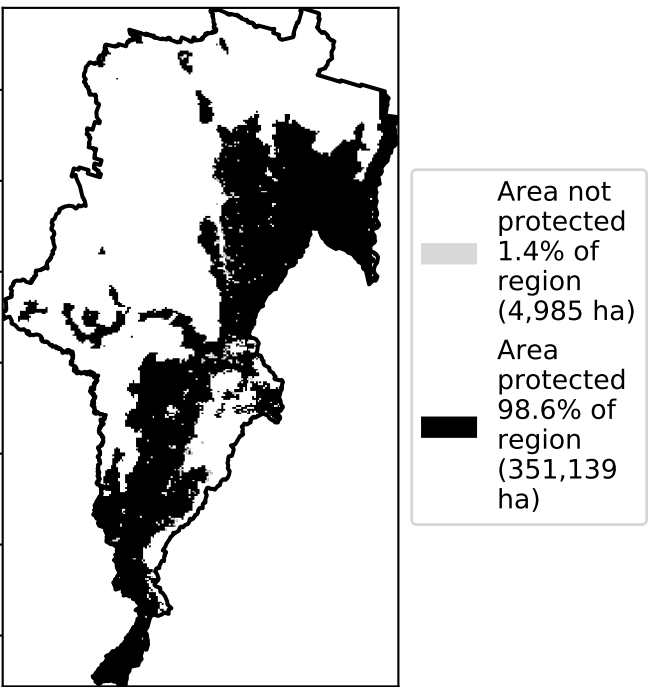 Area not
protected
1.4% of
region
(4,985 ha)
Area
protected
98.6% of
region
(351,139
ha)